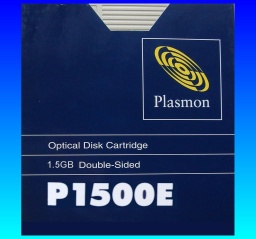 Plasmon
Optical Disk Cartridge
1.5GB Double-Sided
P1500E